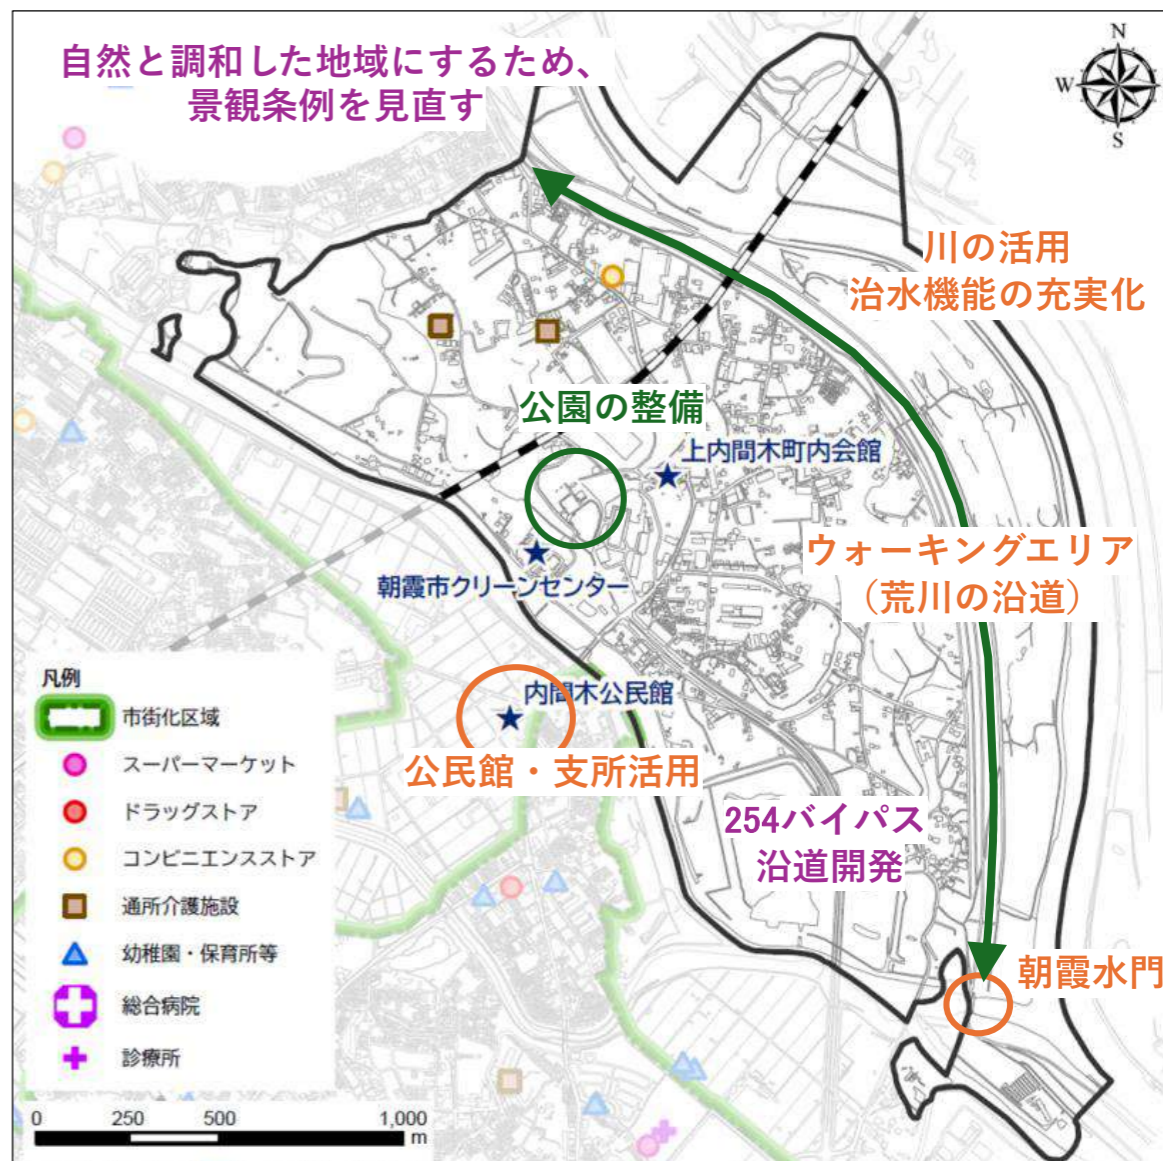 自然と調和した地域にするため、
景観条例を見直す
N
W
S
川の活用
治水機能の充実化
公園の整備
上内間木町内会館
ウォーキングエリア
（荒川の沿道）
朝霞市クリーンセンター
内間木公民館
公民館・支所活用
254バイパス
沿道開発
朝霞水門
凡例
市街化区域
スーパーマーケット
ドラッグストア
コンビニエンスストア
通所介護施設
幼稚園・保育所等
総合病院
診療所
0 250 500 1,000
m